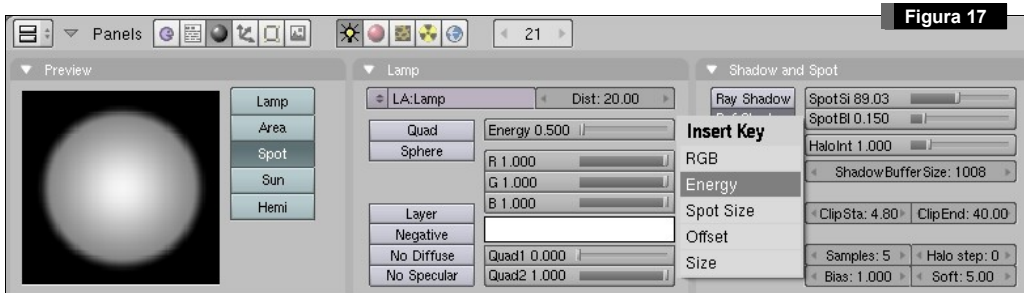 Figura 17
Panels
21
Preview
Lamp
Area
Spot
Sun
Hemi
Lamp
LA:Lamp
Dist: 20.00
Quad
Sphere
Energy 0.500
R 1.000
G 1.000
B 1.000
Layer
Negative
No Diffuse
No Specular
Quad1 0.000
Quad2 1.000
Shadow and Spot
Ray Shadow
Insert Key
RGB
Energy
Spot Size
Offset
Size
SpotSi 89.03
SpotBl 0.150
HaloInt 1.000
ShadowBufferSize: 1008
ClipSta: 4.80
ClipEnd: 40.00
Samples: 5
Halo step: 0
Bias: 1.000
Soft: 5.00